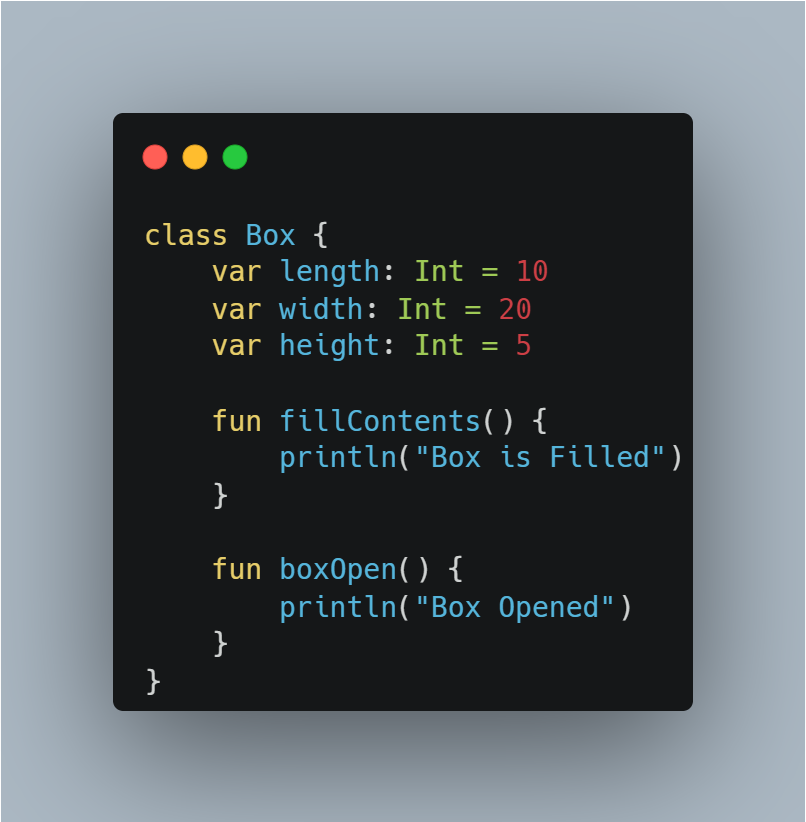 class Box {
    var length: Int = 10
    var width: Int = 20
    var height: Int = 5

    fun fillContents() {
        println("Box is Filled")
    }

    fun boxOpen() {
        println("Box Opened")
    }
}